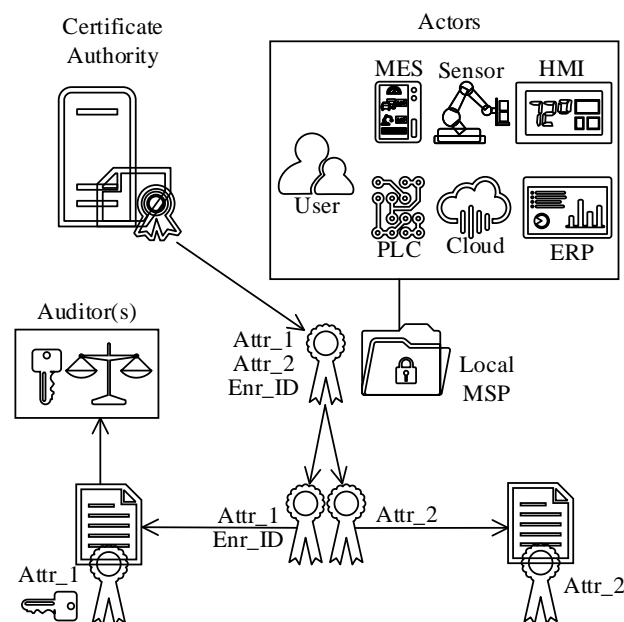 Certificate
Authority
Actors
MES
Sensor
HMI
72°
User
PLC
Cloud
ERP
Auditor(s)
Attr_1
Attr_2
Enr_ID
Local
MSP
Attr_1
Enr_ID
Attr_2
Attr_1
Attr_2